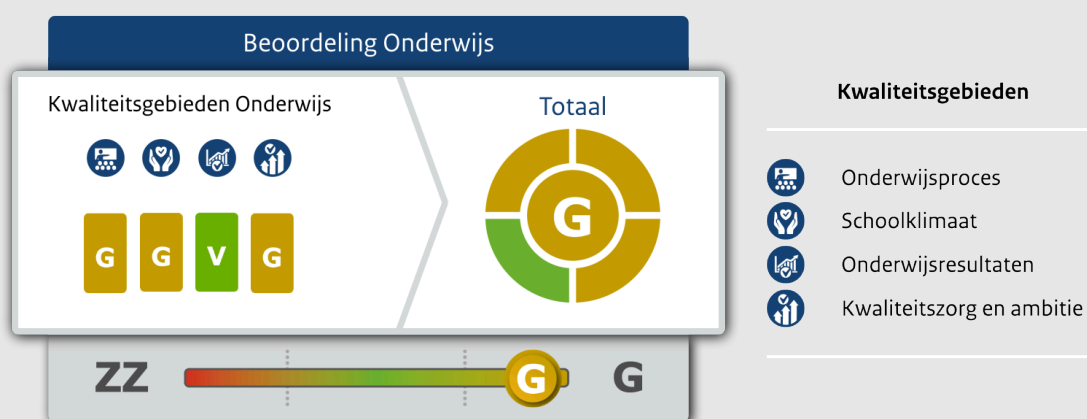 Beoordeling Onderwijs
Kwaliteitsgebieden Onderwijs
G G V G
Totaal
G
ZZ G G
Kwaliteitsgebieden
Onderwijsproces
Schoolklimaat
Onderwijsresultaten
Kwaliteitszorg en ambitie